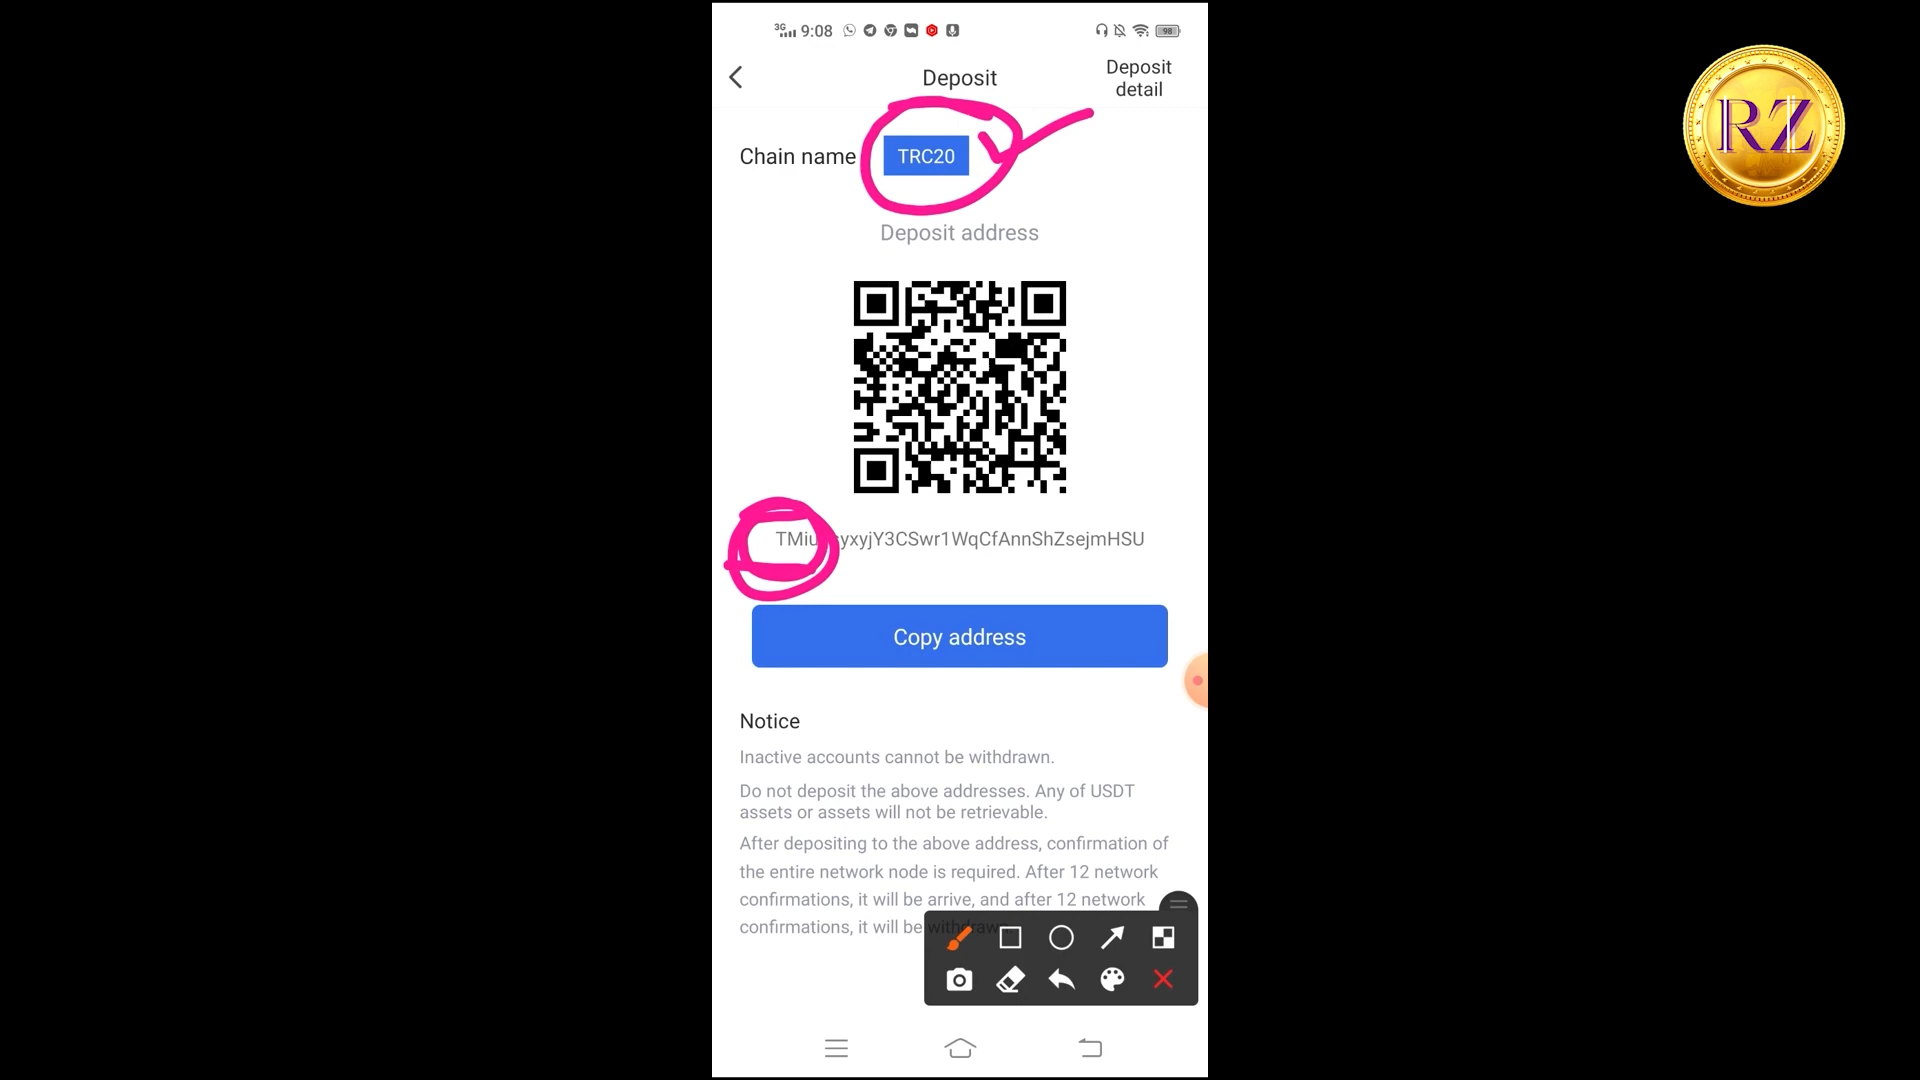 3G 9:08 98
Deposit
Deposit detail
Chain name TRC20
Deposit address
Copy address
Notice
Inactive accounts cannot be withdrawn.
Do not deposit the above addresses. Any of USDT
assets or assets will not be retrievable.
After depositing to the above address, confirmation of
the entire network node is required. After 12 network
confirmations, it will be arrive, and after 12 network
confirmations, it will be
RZ